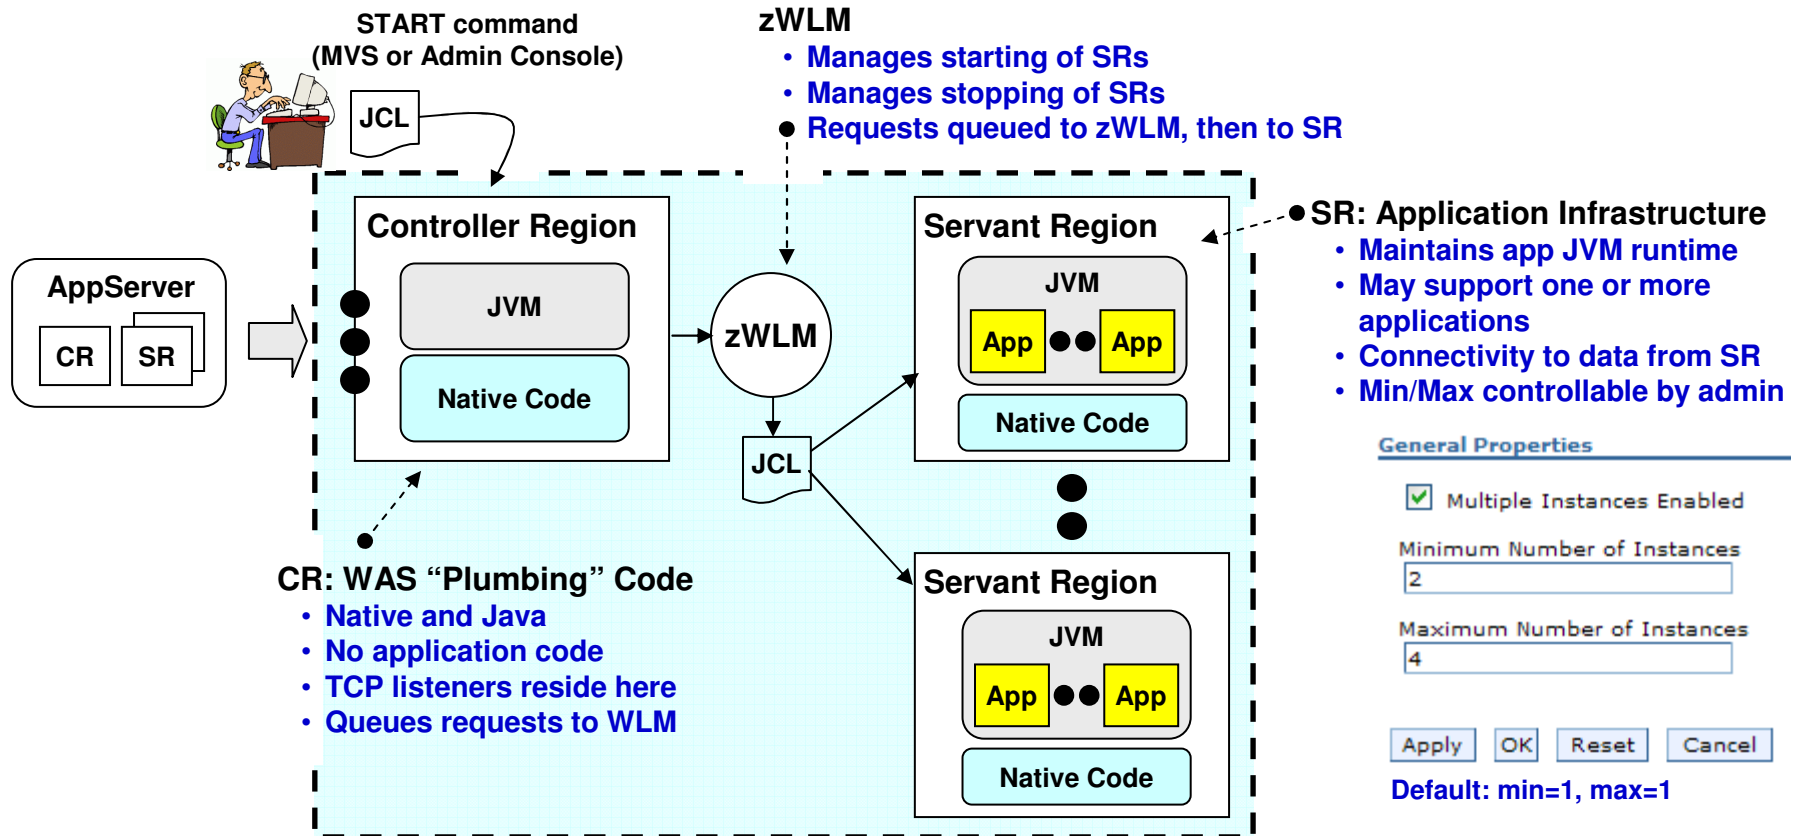 START command
(MVS or Admin Console)
JCL
zWLM
• Manages starting of SRs
• Manages stopping of SRs
Requests queued to zWLM, then to SR
AppServer
CR
SR
Controller Region
JVM
Native Code
zWLM
JCL
Servant Region
JVM
App
App
Native Code
Servant Region
JVM
App
App
Native Code
CR: WAS “Plumbing” Code
• Native and Java
• No application code
• TCP listeners reside here
• Queues requests to WLM
SR: Application Infrastructure
• Maintains app JVM runtime
• May support one or more
applications
• Connectivity to data from SR
• Min/Max controllable by admin
General Properties
Multiple Instances Enabled
Minimum Number of Instances
2
Maximum Number of Instances
4
Apply
OK
Reset
Cancel
Default: min=1, max=1